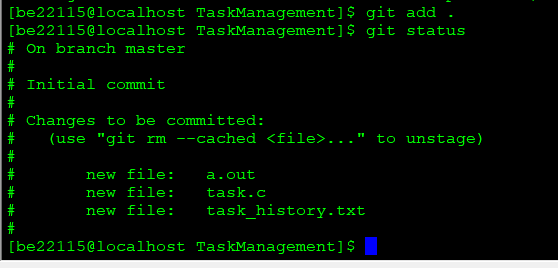 [be22115@localhost TaskManagement]$ git add .
[be22115@localhost TaskManagement]$ git status
# On branch master
#
# Initial commit
#
# Changes to be committed:
#   (use "git rm --cached <file>..." to unstage)
#
#       new file:   a.out
#       new file:   task.c
#       new file:   task_history.txt
#
[be22115@localhost TaskManagement]$